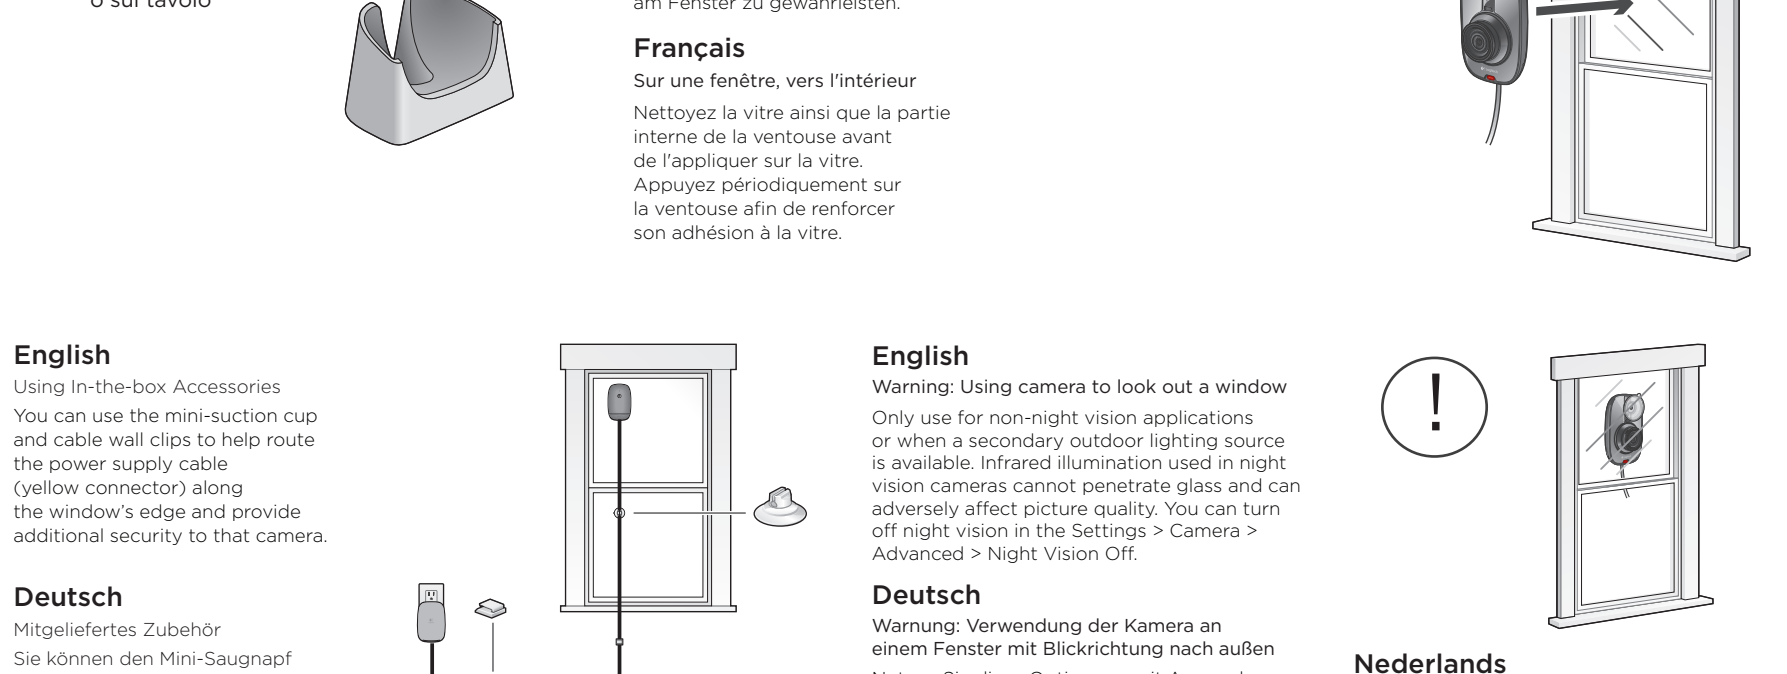 o sul tavolo
am Fenster zu gewährleisten.
Français
Sur une fenêtre, vers l'intérieur
Nettoyez la vitre ainsi que la partie
interne de la ventouse avant
de l'appliquer sur la vitre.
Appuyez périodiquement sur
la ventouse afin de renforcer
son adhésion à la vitre.
English
Using In-the-box Accessories
You can use the mini-suction cup
and cable wall clips to help route
the power supply cable
(yellow connector) along
the window’s edge and provide
additional security to that camera.
Deutsch
Mitgeliefertes Zubehör
Sie können den Mini-Saugnapf
English
Warning: Using camera to look out a window
Only use for non-night vision applications
or when a secondary outdoor lighting source
is available. Infrared illumination used in night
vision cameras cannot penetrate glass and can
adversely affect picture quality. You can turn
off night vision in the Settings > Camera >
Advanced > Night Vision Off.
Deutsch
Warnung: Verwendung der Kamera an
einem Fenster mit Blickrichtung nach außen
!
Nederlands